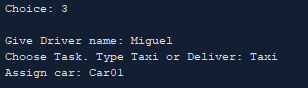 Choice: 3
Give Driver name: Miguel
Choose Task. Type Taxi or Deliver: Taxi
Assign car: Car01